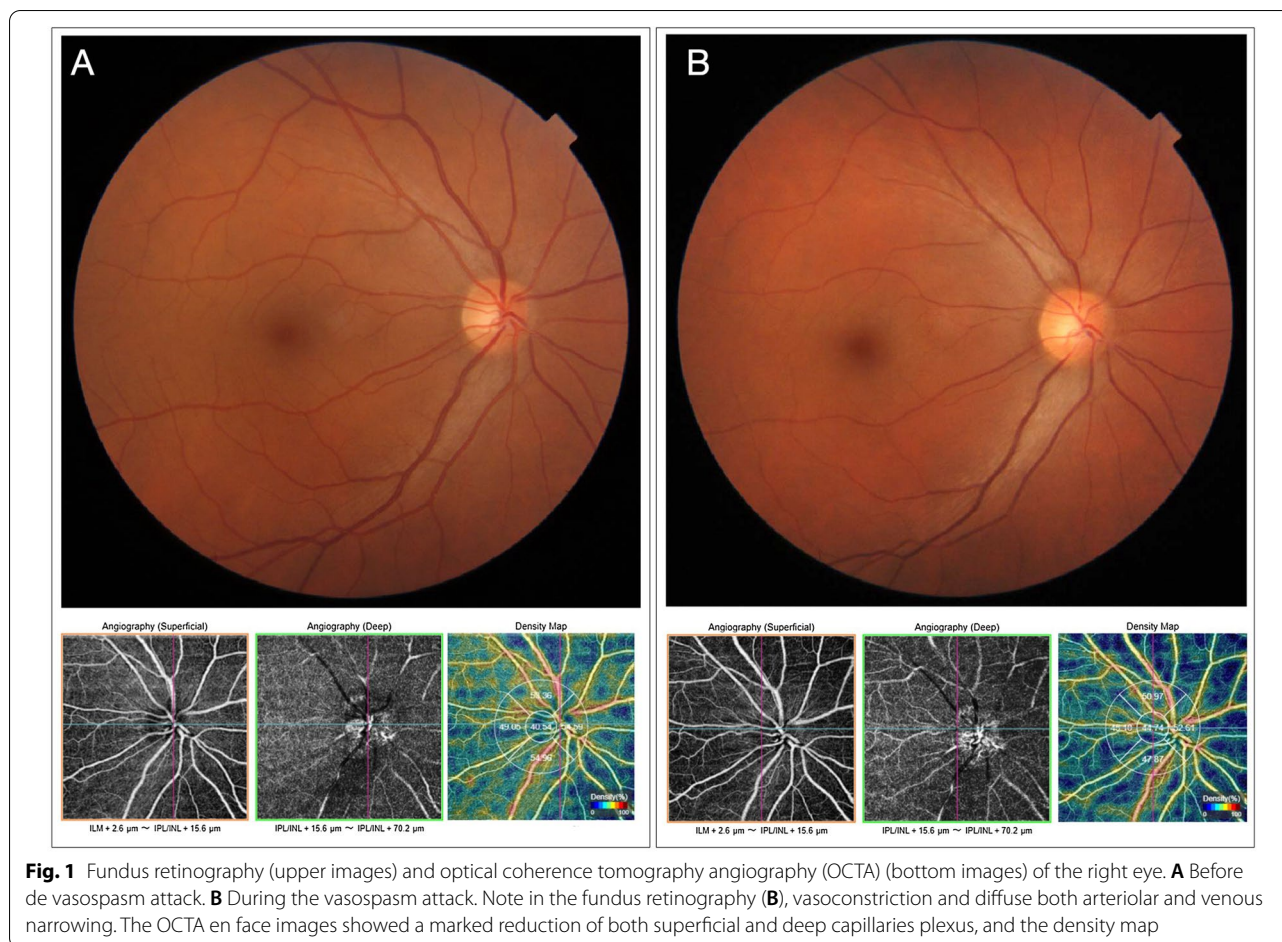 A
B
Angiography (Superficial)
Angiography (Deep)
Density Map
Angiography (Superficial)
Angiography (Deep)
Density Map
40.54
50.97
44.74
52.61
47.87
Density(%)
0
100
Density(%)
0
100
ILM + 2.6 µm ～ IPL/INL + 15.6 µm
IPL/INL + 15.6 µm ～ IPL/INL + 70.2 µm
ILM + 2.6 µm ～ IPL/INL + 15.6 µm
IPL/INL + 15.6 µm ～ IPL/INL + 70.2 µm
Fig. 1 Fundus retinography (upper images) and optical coherence tomography angiography (OCTA) (bottom images) of the right eye. A Before
de vasospasm attack. B During the vasospasm attack. Note in the fundus retinography (B), vasoconstriction and diffuse both arteriolar and venous
narrowing. The OCTA en face images showed a marked reduction of both superficial and deep capillaries plexus, and the density map